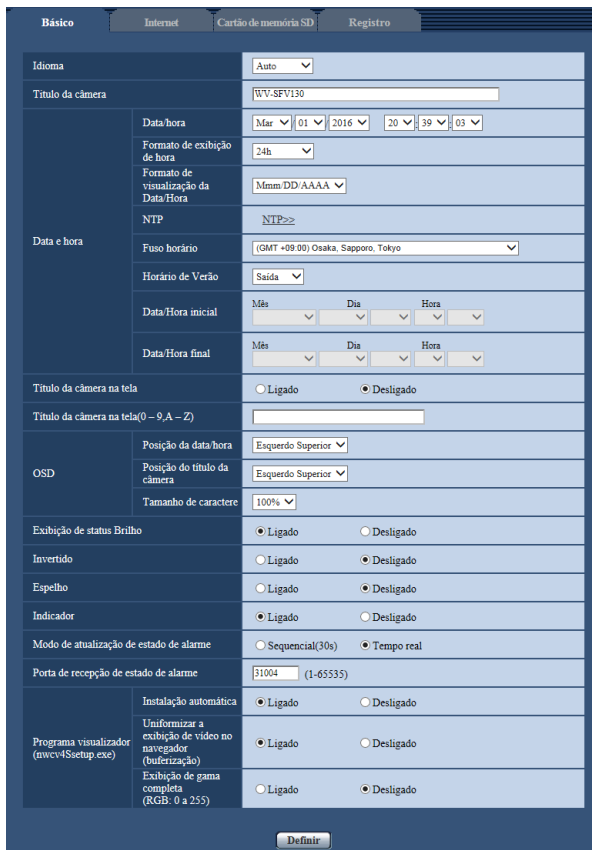 Básico Internet Cartão de memória SD Registro
Idioma Auto
Título da câmera WV-SFV130
Data e hora
Data/hora Mar / 01 / 2016 20 : 39 : 03
Formato de exibição
de hora
24h
Formato de
visualização da
Data/Hora
Mmm/DD/AAAA
NTP NTP>>
Fuso horário (GMT +09:00) Osaka, Sapporo, Tokyo
Horário de Verão Saída
Data/Hora inicial Mês Dia Hora
Data/Hora final Mês Dia Hora
Título da câmera na tela Ligado Desligado
Título da câmera na tela(0 – 9,A – Z)
OSD
Posição da data/hora Esquerdo Superior
Posição do título da
câmera
Esquerdo Superior
Tamanho de caractere 100%
Exibição de status Brilho Ligado Desligado
Invertido Ligado Desligado
Espelho Ligado Desligado
Indicador Ligado Desligado
Modo de atualização de estado de alarme Sequencial(30s) Tempo real
Porta de recepção de estado de alarme 31004 (1-65535)
Programa visualizador
(nwcv4Ssetup.exe)
Instalação automática Ligado Desligado
Uniformizar a
exibição de vídeo no
navegador
(buferização)
Ligado Desligado
Exibição de gama
completa
(RGB: 0 a 255)
Ligado Desligado
Definir